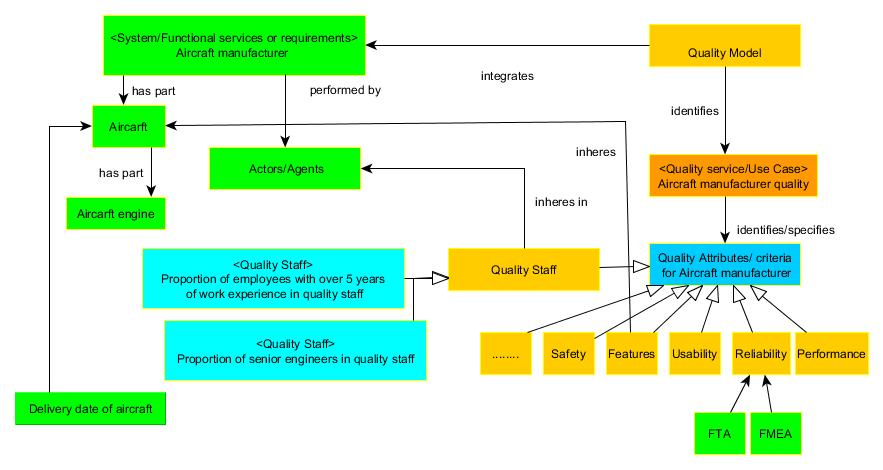 <System/Functional services or requirements>
Aircraft manufacturer
Quality Model
integrates
has part
performed by
identifies
Aircarft
inheres
has part
Actors/Agents
<Quality service/Use Case>
Aircraft manufacturer quality
Aircarft engine
inheres in
identifies/specifies
<Quality Staff>
Proportion of employees with over 5 years
of work experience in quality staff
Quality Staff
Quality Attributes/ criteria
for Aircraft manufacturer
<Quality Staff>
Proportion of senior engineers in quality staff
........
Safety
Features
Usability
Reliability
Performance
Delivery date of aircraft
FTA
FMEA